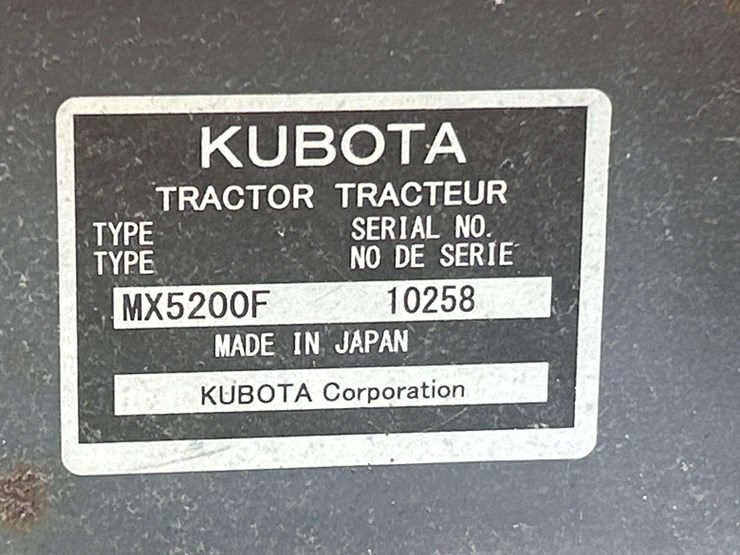 KUBOTA
TRACTOR TRACTEUR
TYPE SERIAL NO.
TYPE NO DE SERIE
MX5200F 10258
MADE IN JAPAN
KUBOTA Corporation